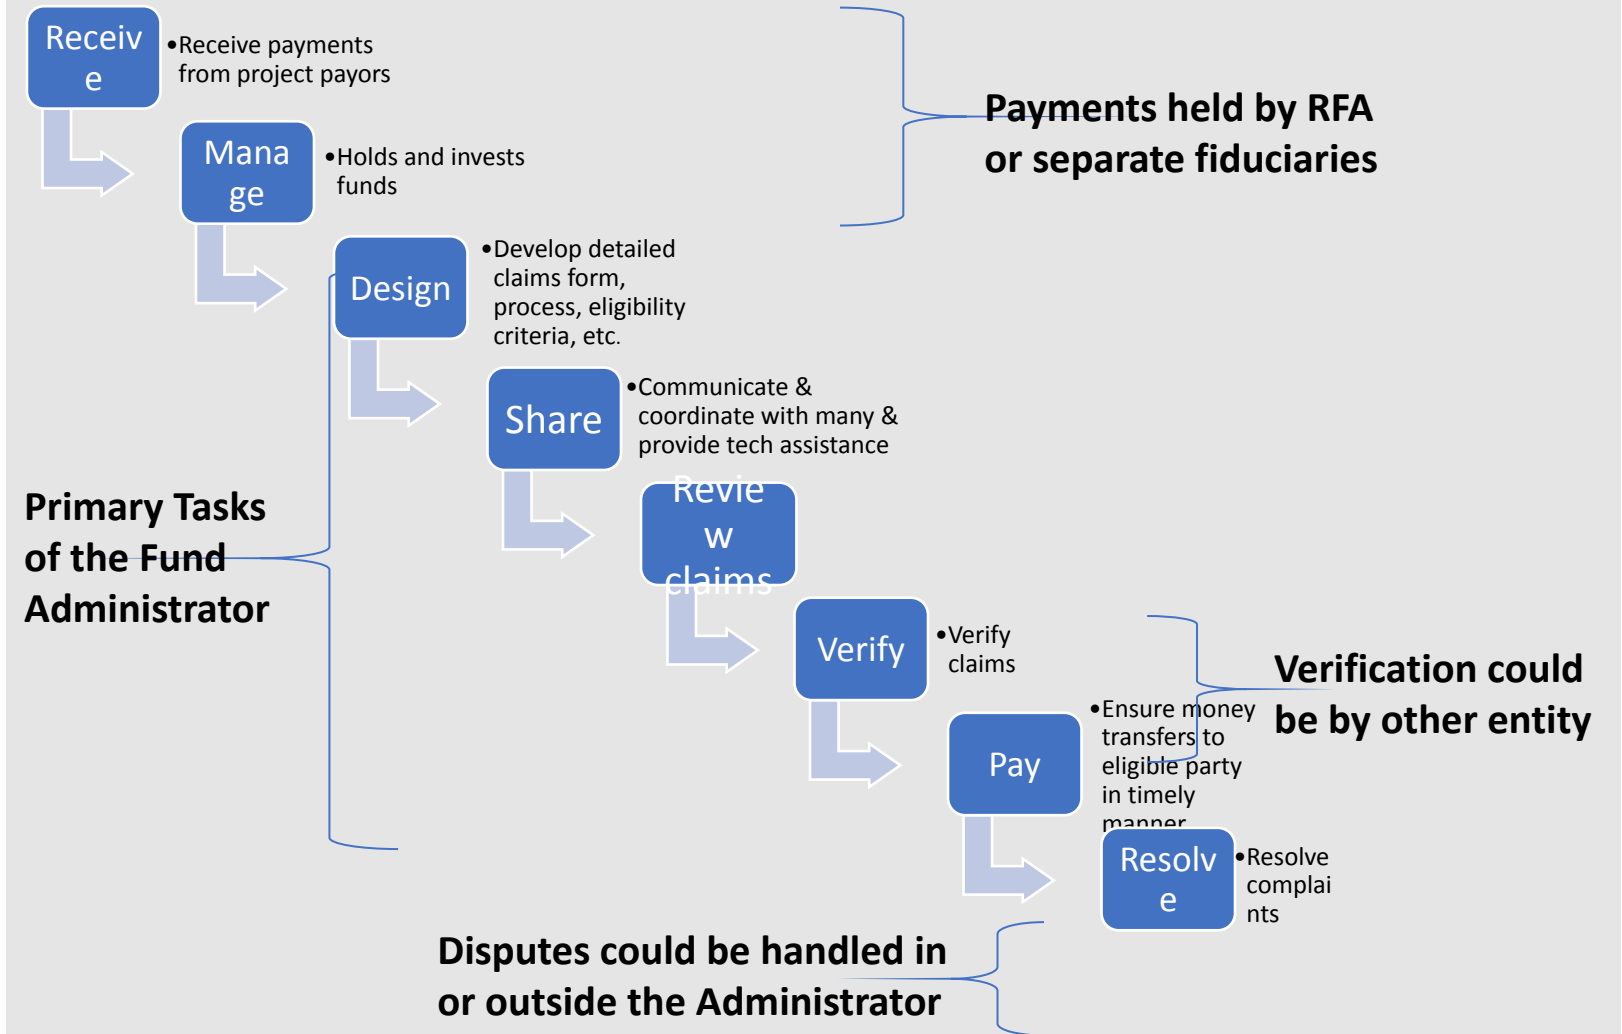 Receiv
e
•Receive payments
from project payors
Payments held by RFA
or separate fiduciaries
Mana
ge
•Holds and invests
funds
Design
•Develop detailed
claims form,
process, eligibility
criteria, etc.
Share
•Communicate &
coordinate with many &
provide tech assistance
Primary Tasks
of the Fund
Administrator
Revie
w
claims
Verify
•Verify
claims
Verification could
be by other entity
Pay
•Ensure money
transfers to
eligible party
in timely
manner
Resolv
e
•Resolve
complai
nts
Disputes could be handled in
or outside the Administrator